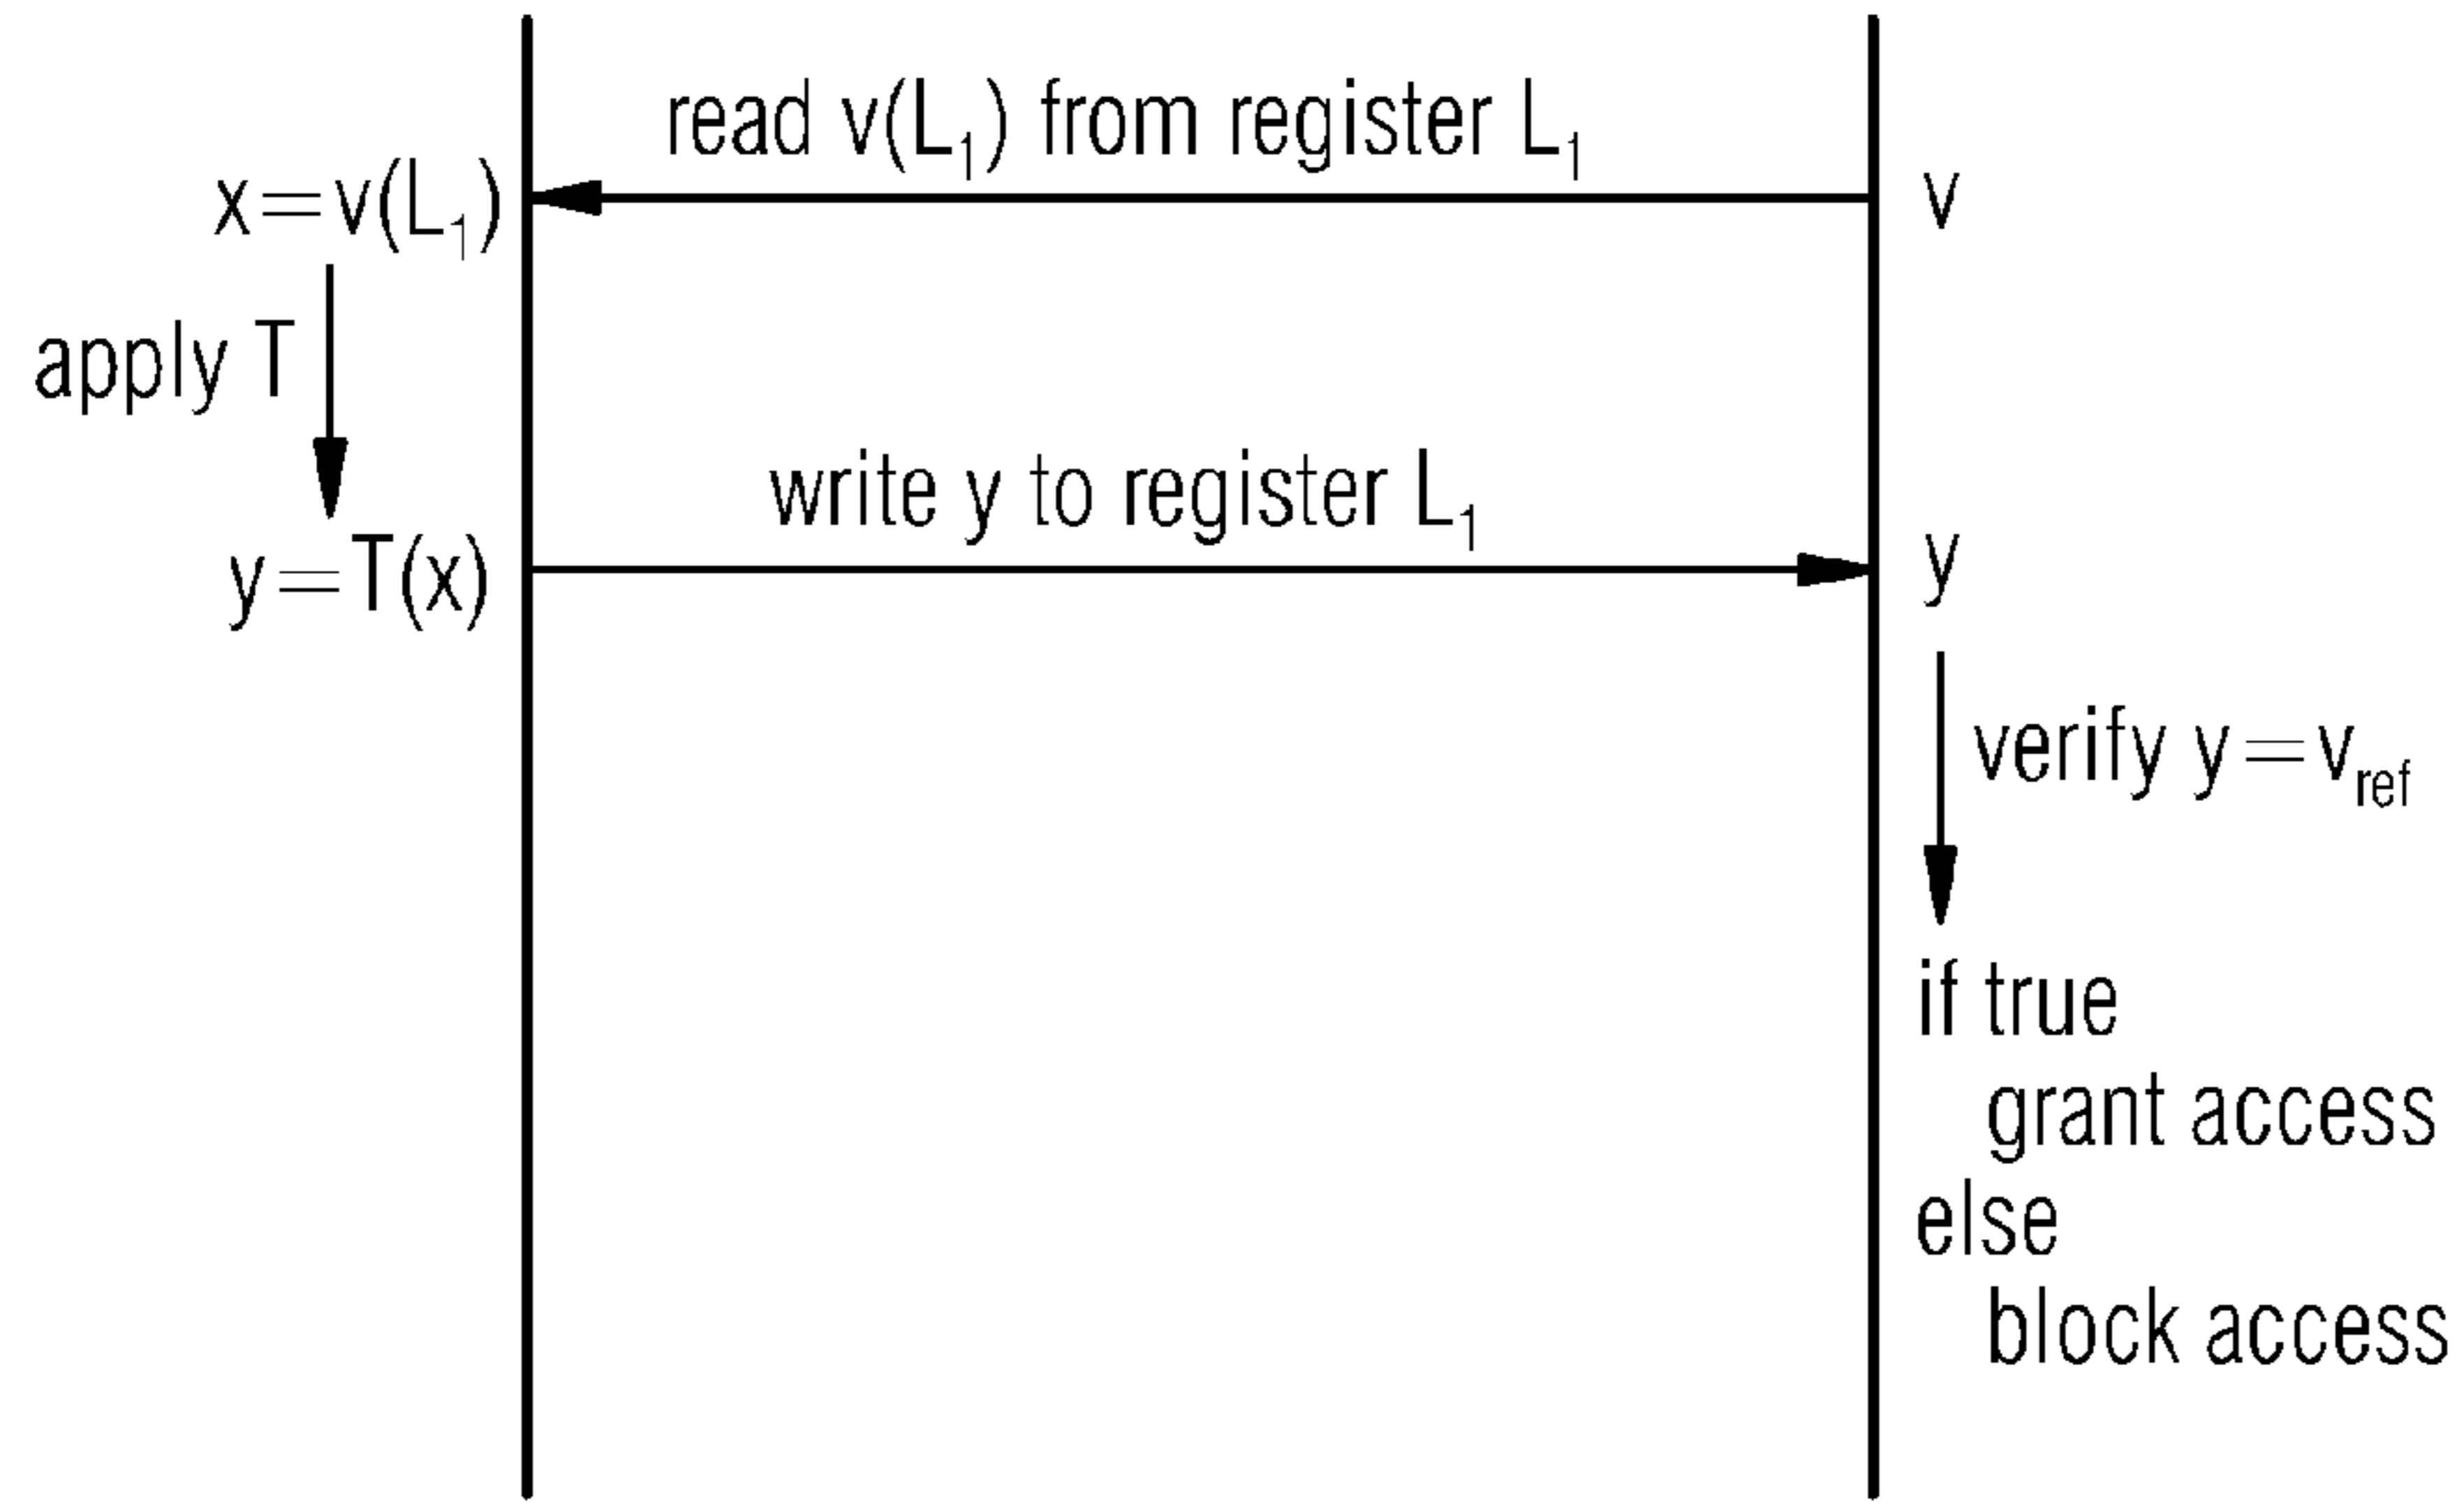 read v(L₁) from register L₁
x=v(L₁)
v
apply T
write y to register L₁
y=T(x)
y
verify y=v_ref
if true
grant access
else
block access